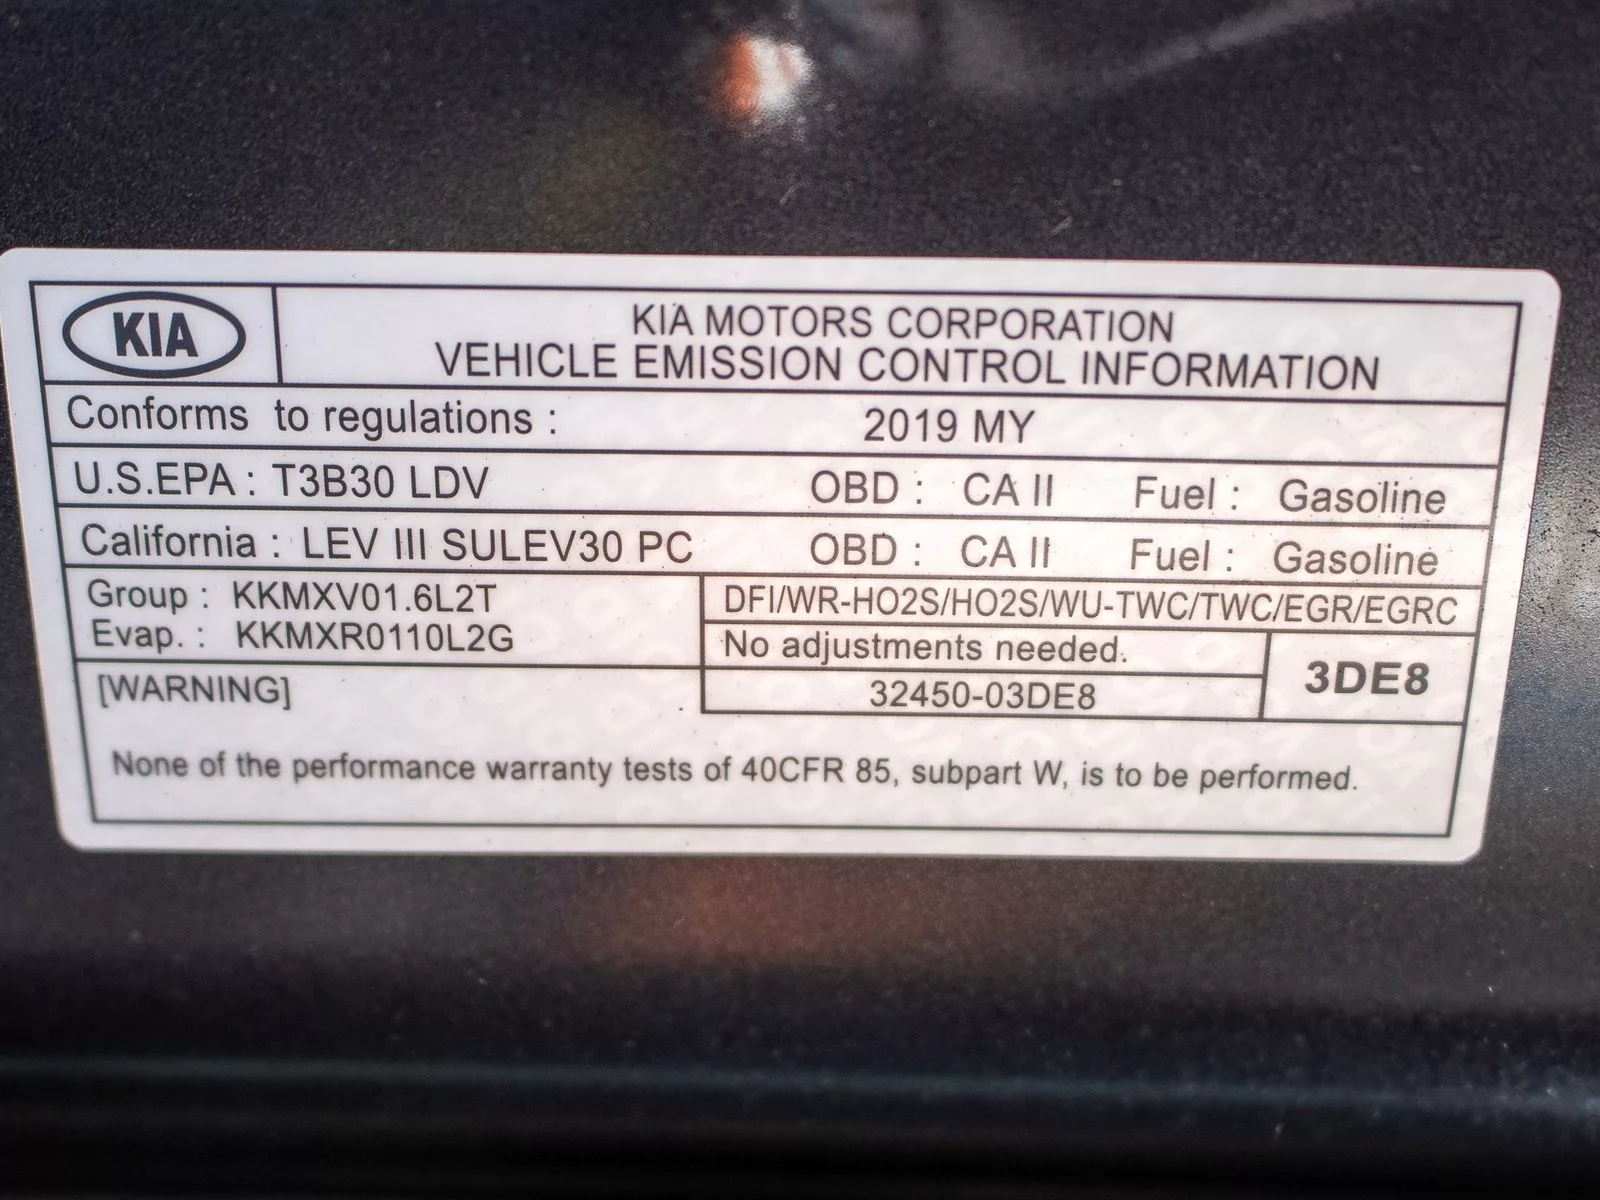 KIA
KIA MOTORS CORPORATION
VEHICLE EMISSION CONTROL INFORMATION
Conforms to regulations : 2019 MY
U.S.EPA : T3B30 LDV OBD : CA II Fuel : Gasoline
California : LEV III SULEV30 PC OBD : CA II Fuel : Gasoline
Group : KKMXV01.6L2T
Evap. : KKMXR0110L2G
DFI/WR-HO2S/HO2S/WU-TWC/TWC/EGR/EGRC
No adjustments needed.
32450-03DE8
3DE8
[WARNING]
None of the performance warranty tests of 40CFR 85, subpart W, is to be performed.